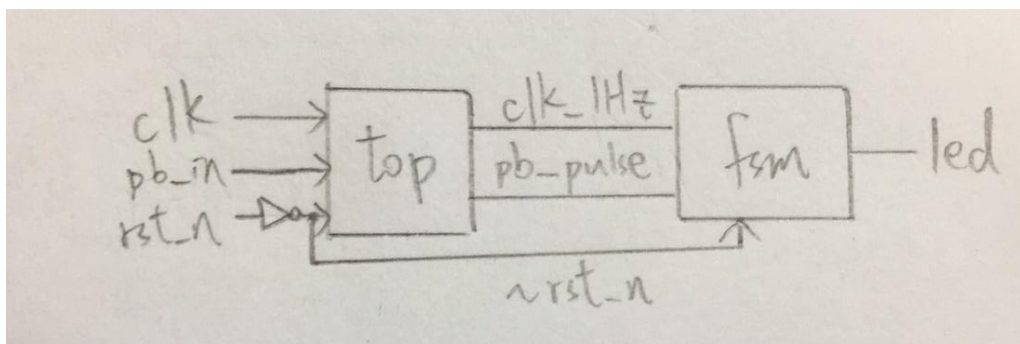 clk
pb_in
rst_n
top
clk_1Hz
pb_pulse
fsm
led
~rst_n